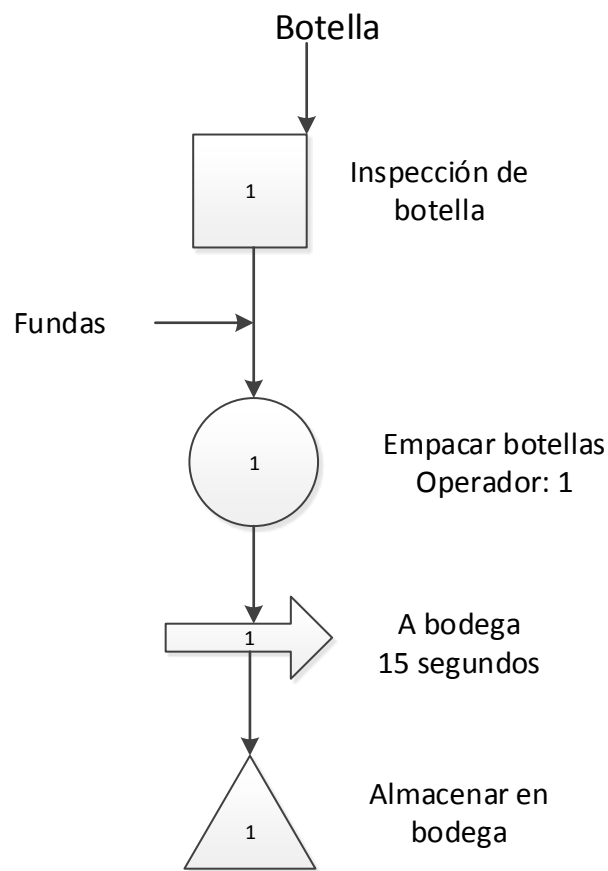 Botella
1
Inspección de
botella
Fundas
1
Empacar botellas
Operador: 1
1
A bodega
15 segundos
1
Almacenar en
bodega